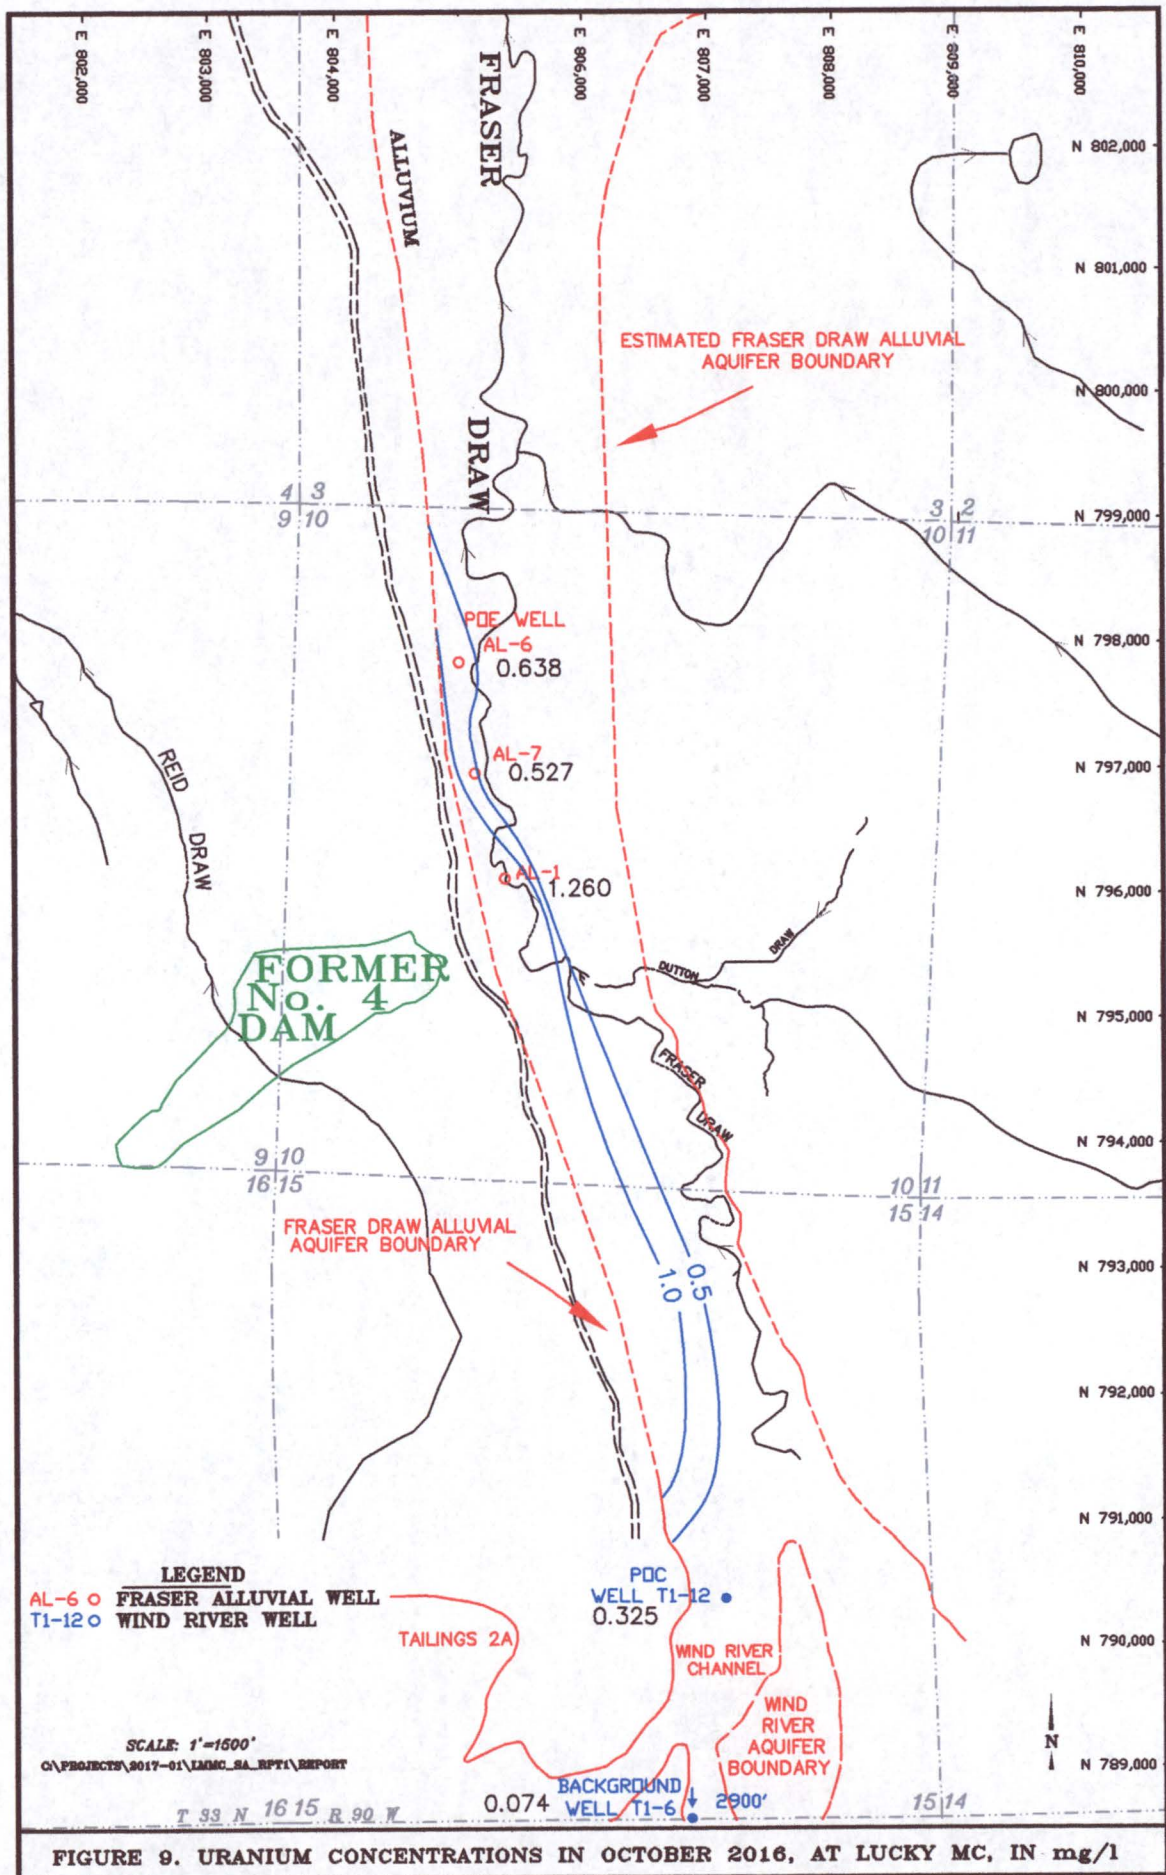 E 802,000
E 803,000
E 804,000
E 806,000
E 807,000
E 808,000
E 809,000
E 810,000
FRASER
DRAW
ALLUVIUM
N 802,000
N 801,000
N 800,000
N 799,000
N 798,000
N 797,000
N 796,000
N 795,000
N 794,000
N 793,000
N 792,000
N 791,000
N 790,000
N 789,000
ESTIMATED FRASER DRAW ALLUVIAL
AQUIFER BOUNDARY
4 3
9 10
3 2
10 11
POE WELL
AL-6
0.638
AL-7
0.527
AL-1
1.260
REID
DRAW
FORMER
No. 4
DAM
DUTTON
DRAW
FRASER
DRAW
9 10
16 15
10 11
15 14
FRASER DRAW ALLUVIAL
AQUIFER BOUNDARY
1.0
0.5
LEGEND
AL-6 FRASER ALLUVIAL WELL
T1-12 WIND RIVER WELL
TAILINGS 2A
POC
WELL T1-12
0.325
WIND RIVER
CHANNEL
WIND
RIVER
AQUIFER
BOUNDARY
N
SCALE: 1"=1500'
C:\PROJECTS\2017-01\LMMC_SA_RPT1\REPORT
BACKGROUND
WELL T1-6
0.074
2900'
T 33 N 16 15 R 90 W
15 14
FIGURE 9. URANIUM CONCENTRATIONS IN OCTOBER 2016, AT LUCKY MC, IN mg/l